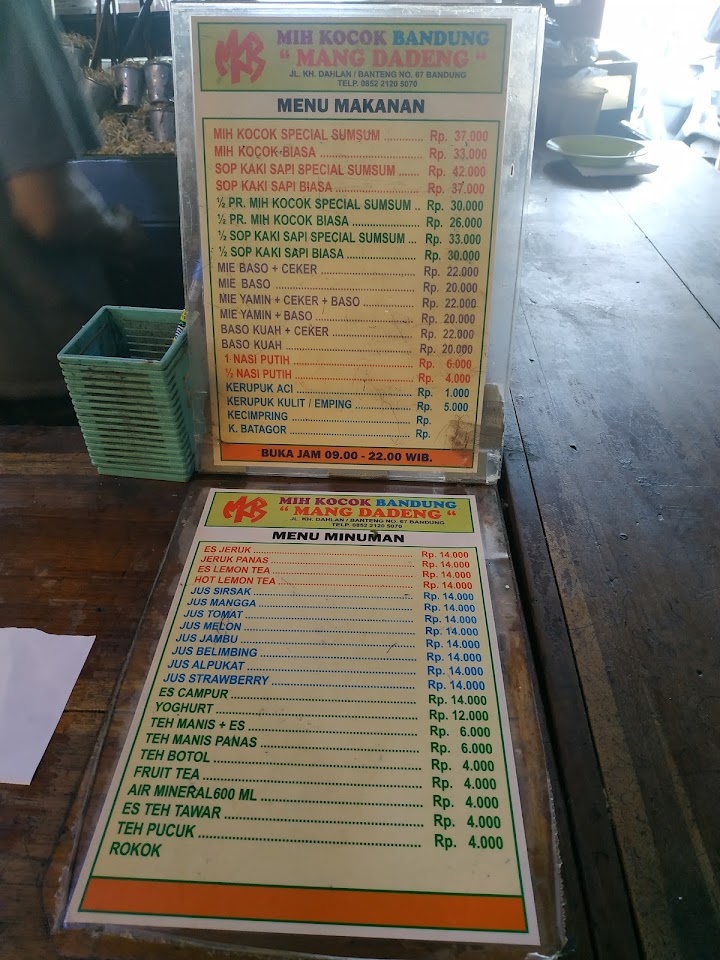 MKB
MIH KOCOK BANDUNG
" MANG DADENG "
JL. KH. DAHLAN / BANTENG NO. 67 BANDUNG
TELP. 0852 2120 5070
MENU MAKANAN
MIH KOCOK SPECIAL SUMSUM ........... Rp. 37.000
MIH KOCOK BIASA ........... Rp. 33.000
SOP KAKI SAPI SPECIAL SUMSUM ....... Rp. 42.000
SOP KAKI SAPI BIASA ........... Rp. 37.000
½ PR. MIH KOCOK SPECIAL SUMSUM .. Rp. 30.000
½ PR. MIH KOCOK BIASA ........... Rp. 26.000
½ SOP KAKI SAPI SPECIAL SUMSUM ... Rp. 33.000
½ SOP KAKI SAPI BIASA ........... Rp. 30.000
MIE BASO + CEKER ........... Rp. 22.000
MIE BASO ........... Rp. 20.000
MIE YAMIN + CEKER + BASO ........... Rp. 22.000
MIE YAMIN + BASO ........... Rp. 20.000
BASO KUAH + CEKER ........... Rp. 22.000
BASO KUAH ........... Rp. 20.000
1 NASI PUTIH ........... Rp. 6.000
½ NASI PUTIH ........... Rp. 4.000
KERUPUK ACI ........... Rp. 1.000
KERUPUK KULIT / EMPING ........... Rp. 5.000
KECIMPRING ........... Rp.
K. BATAGOR ........... Rp.
BUKA JAM 09.00 - 22.00 WIB.
MKB
MIH KOCOK BANDUNG
" MANG DADENG "
JL. KH. DAHLAN / BANTENG NO. 67 BANDUNG
TELP. 0852 2120 5070
MENU MINUMAN
ES JERUK ........... Rp. 14.000
JERUK PANAS ........... Rp. 14.000
ES LEMON TEA ........... Rp. 14.000
HOT LEMON TEA ........... Rp. 14.000
JUS SIRSAK ........... Rp. 14.000
JUS MANGGA ........... Rp. 14.000
JUS TOMAT ........... Rp. 14.000
JUS MELON ........... Rp. 14.000
JUS JAMBU ........... Rp. 14.000
JUS BELIMBING ........... Rp. 14.000
JUS ALPUKAT ........... Rp. 14.000
JUS STRAWBERRY ........... Rp. 14.000
ES CAMPUR ........... Rp. 14.000
YOGHURT ........... Rp. 12.000
TEH MANIS + ES ........... Rp. 6.000
TEH MANIS PANAS ........... Rp. 6.000
TEH BOTOL ........... Rp. 4.000
FRUIT TEA ........... Rp. 4.000
AIR MINERAL600 ML ........... Rp. 4.000
ES TEH TAWAR ........... Rp. 4.000
TEH PUCUK ........... Rp. 4.000
ROKOK